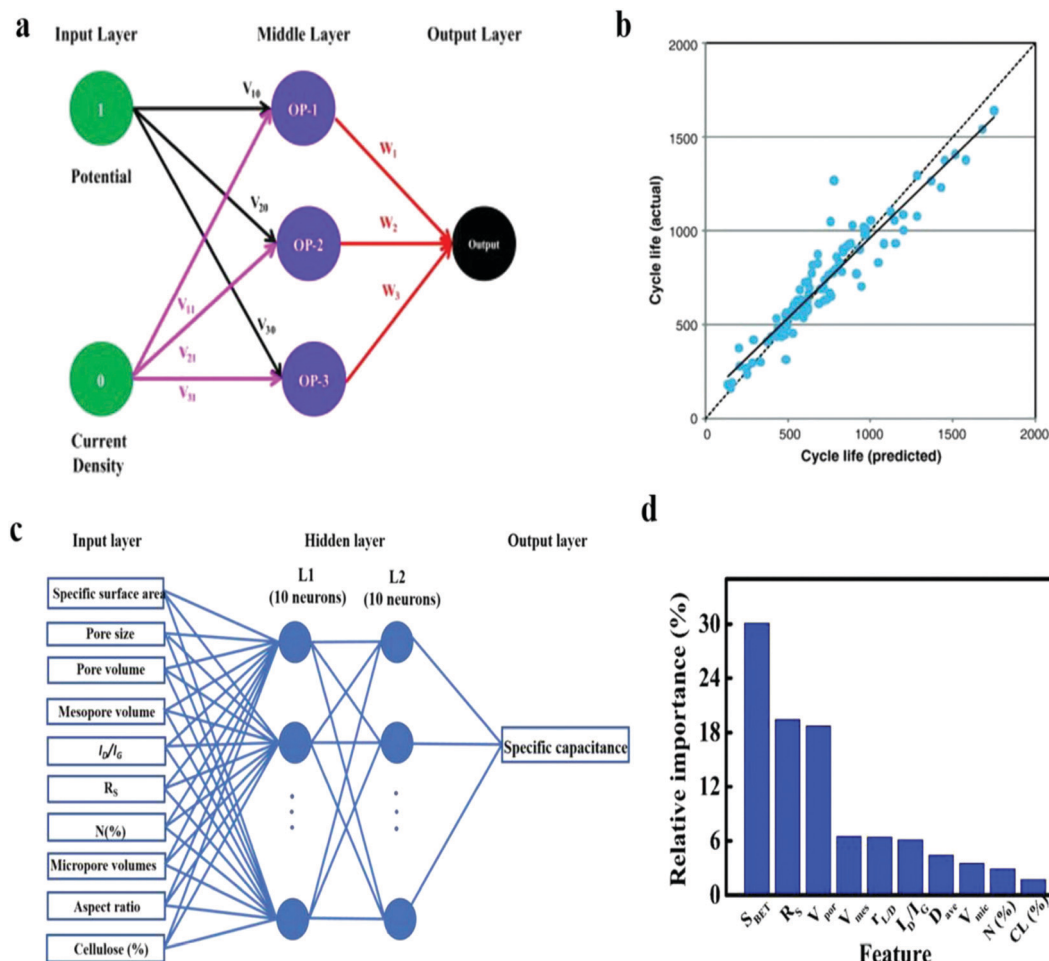 a
Input Layer
Middle Layer
Output Layer
1
Potential
0
Current
Density
V10
V20
V30
V11
V21
V31
OP-1
OP-2
OP-3
W1
W2
W3
Output
b
2000
1500
1000
500
0
Cycle life (actual)
0
500
1000
1500
2000
Cycle life (predicted)
c
Input layer
Hidden layer
Output layer
L1
(10 neurons)
L2
(10 neurons)
Specific surface area
Pore size
Pore volume
Mesopore volume
ID/IG
RS
N(%)
Micropore volumes
Aspect ratio
Cellulose (%)
Specific capacitance
d
Relative importance (%)
30
24
18
12
6
0
SBET
RS
Vpor
Vmes
rL/D
ID/IG
Dave
Vmic
N (%)
CL (%)
Feature